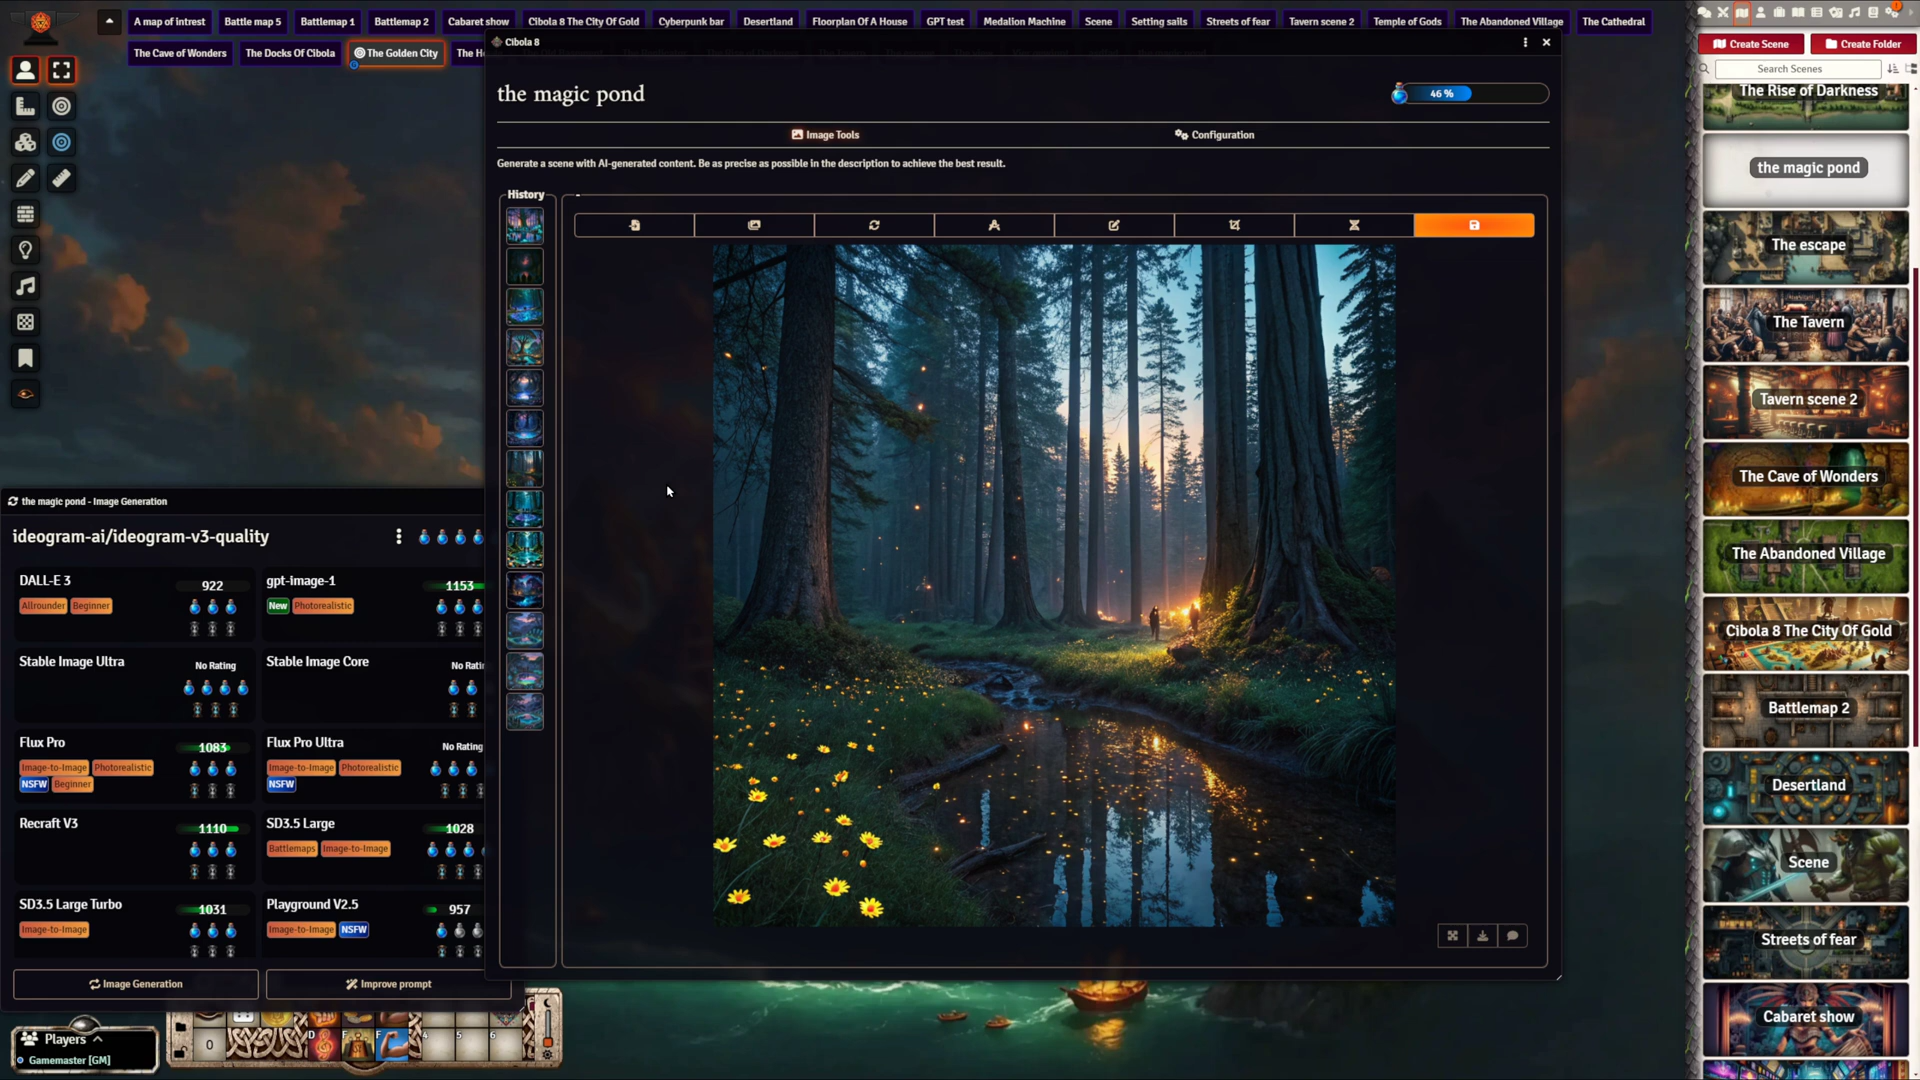 A map of intrest
Battle map 5
Battlemap 1
Battlemap 2
Cabaret show
Cibola 8 The City Of Gold
Cyberpunk bar
Desertland
Floorplan Of A House
GPT test
Medalion Machine
Scene
Setting sails
Streets of fear
Tavern scene 2
Temple of Gods
The Abandoned Village
The Cathedral
The Cave of Wonders
The Docks Of Cibola
The Golden City
G
Cibola 8
the magic pond
46 %
Image Tools
Configuration
Generate a scene with AI-generated content. Be as precise as possible in the description to achieve the best result.
History
the magic pond - Image Generation
ideogram-ai/ideogram-v3-quality
DALL-E 3
922
Allrounder
Beginner
gpt-image-1
1153
New
Photorealistic
Stable Image Ultra
No Rating
Stable Image Core
Flux Pro
1083
Image-to-Image
Photorealistic
NSFW
Beginner
Flux Pro Ultra
No Rating
Image-to-Image
Photorealistic
NSFW
Recraft V3
1110
SD3.5 Large
1028
Battlemaps
Image-to-Image
SD3.5 Large Turbo
1031
Image-to-Image
Playground V2.5
957
Image-to-Image
NSFW
Image Generation
Improve prompt
Players
Gamemaster [GM]
0
D
F
F
4
5
6
Create Scene
Create Folder
Search Scenes
The Rise of Darkness
the magic pond
The escape
The Tavern
Tavern scene 2
The Cave of Wonders
The Abandoned Village
Cibola 8 The City Of Gold
Battlemap 2
Desertland
Scene
Streets of fear
Cabaret show